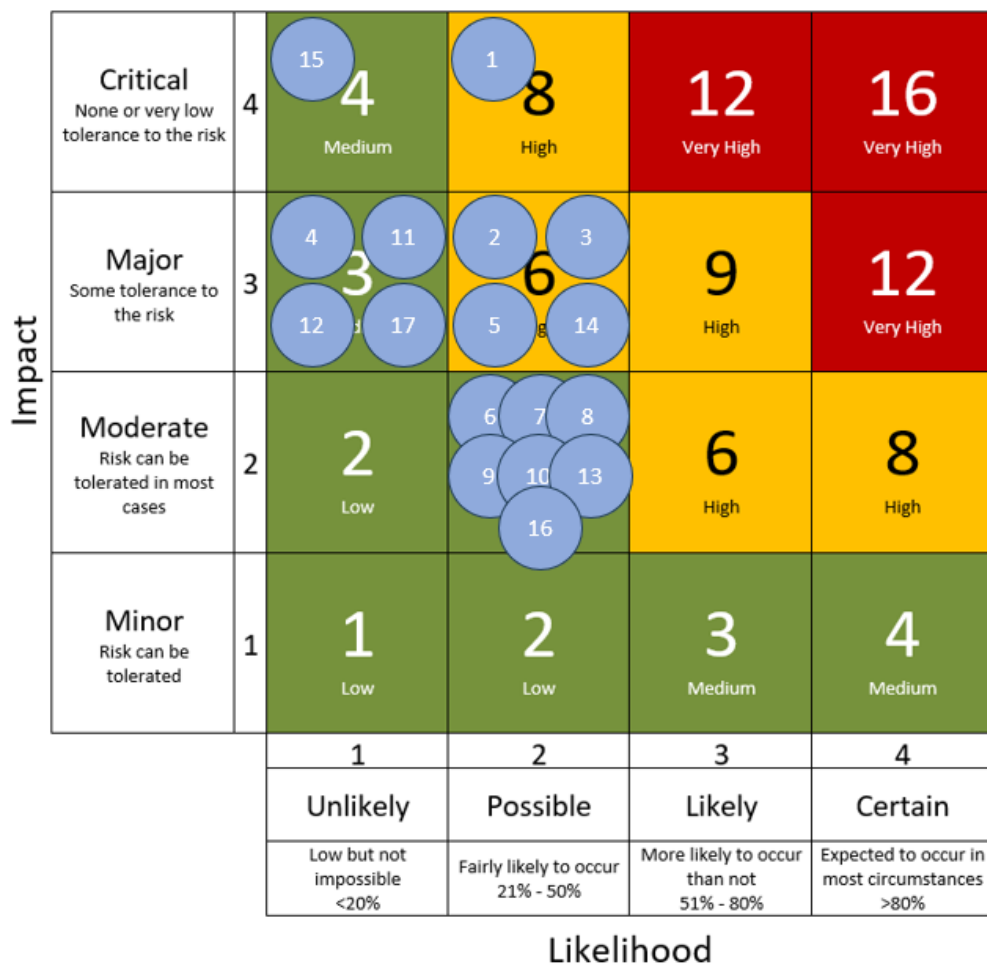 Impact
Critical
None or very low
tolerance to the risk
4
15
4
Medium
1
8
High
12
Very High
16
Very High
Major
Some tolerance to
the risk
3
4
11
3
12
17
2
3
6
5
14
9
High
12
Very High
Moderate
Risk can be
tolerated in most
cases
2
2
Low
6
7
8
9
10
13
16
6
High
8
High
Minor
Risk can be
tolerated
1
1
Low
2
Low
3
Medium
4
Medium
1
2
3
4
Unlikely
Possible
Likely
Certain
Low but not
impossible
<20%
Fairly likely to occur
21% - 50%
More likely to occur
than not
51% - 80%
Expected to occur in
most circumstances
>80%
Likelihood